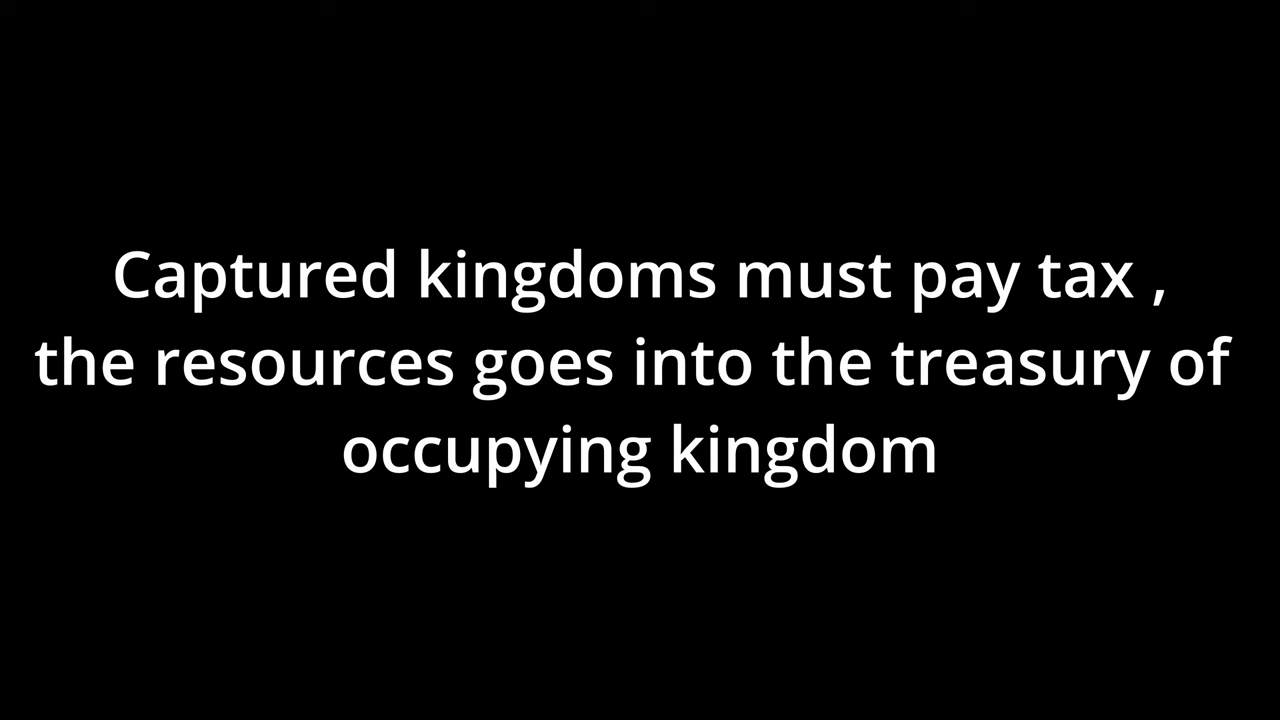 Captured kingdoms must pay tax ,
the resources goes into the treasury of
occupying kingdom